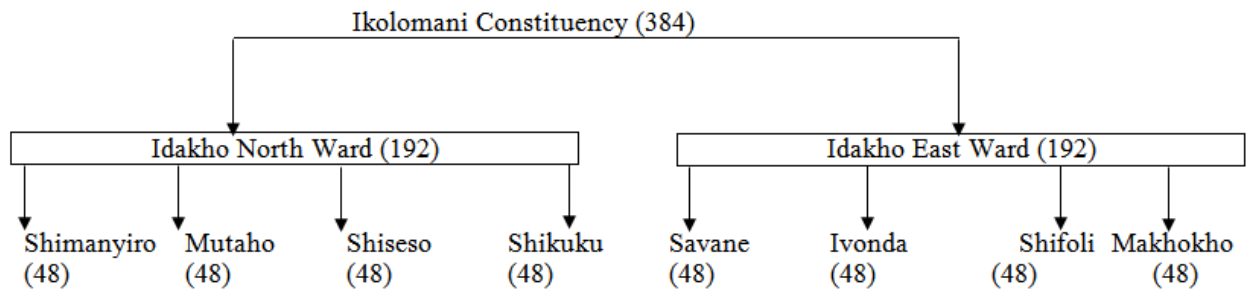 Ikolomani Constituency (384)
Idakho North Ward (192) Idakho East Ward (192)
Shimanyiro Mutaho Shiseso Shikuku Savane Ivonda Shifoli Makhokho
(48) (48) (48) (48) (48) (48) (48) (48)